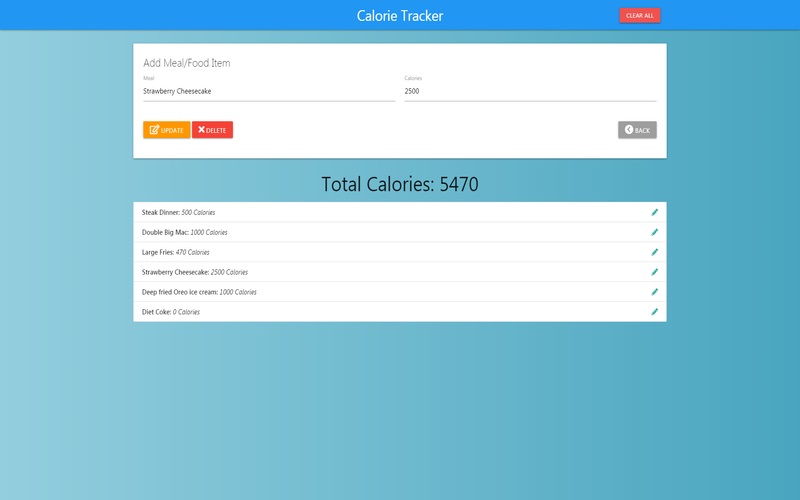 Calorie Tracker
CLEAR ALL
Add Meal/Food Item
Meal
Calories
Strawberry Cheesecake
2500
UPDATE
DELETE
BACK
Total Calories: 5470
Steak Dinner: 500 Calories
Double Big Mac: 1000 Calories
Large Fries: 470 Calories
Strawberry Cheesecake: 2500 Calories
Deep fried Oreo ice cream: 1000 Calories
Diet Coke: 0 Calories